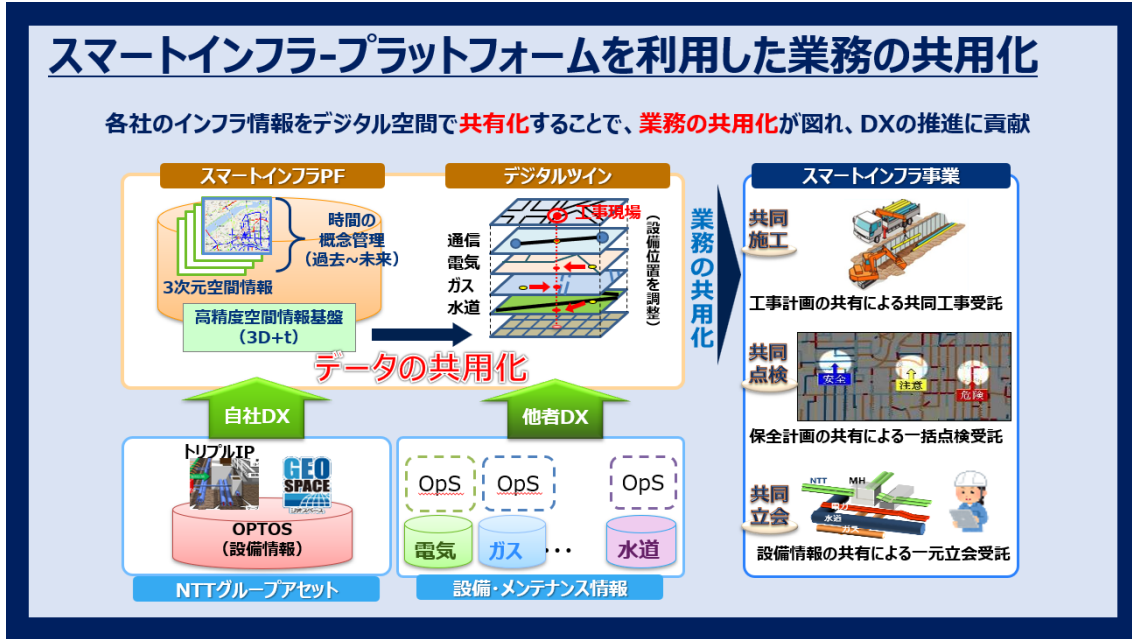 スマートインフラ-プラットフォームを利用した業務の共用化
各社のインフラ情報をデジタル空間で共有化することで、業務の共用化が図れ、DXの推進に貢献
スマートインフラPF
時間の
概念管理
(過去~未来)
3次元空間情報
高精度空間情報基盤
(3D+t)
デジタルツイン
工事現場
通信
電気
ガス
水道
(設備位置を調整)
データの共用化
自社DX
他者DX
トリプルIP
GEO
SPACE
OPTOS
(設備情報)
NTTグループアセット
OpS
OpS
OpS
電気
ガス
・・・
水道
設備・メンテナンス情報
業務の共用化
スマートインフラ事業
共同
施工
工事計画の共有による共同工事受託
共同
点検
安全
注意
危険
保全計画の共有による一括点検受託
共同
立会
NTT
MH
電力
水道
ガス
設備情報の共有による一元立会受託